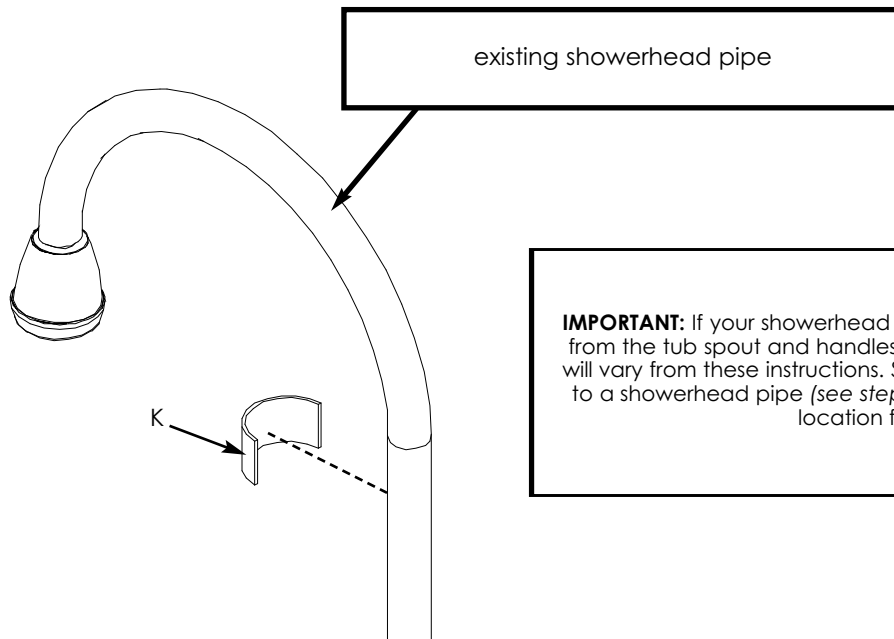 existing showerhead pipe
IMPORTANT: If your showerhead
from the tub spout and handles
will vary from these instructions.
to a showerhead pipe (see step
location
K